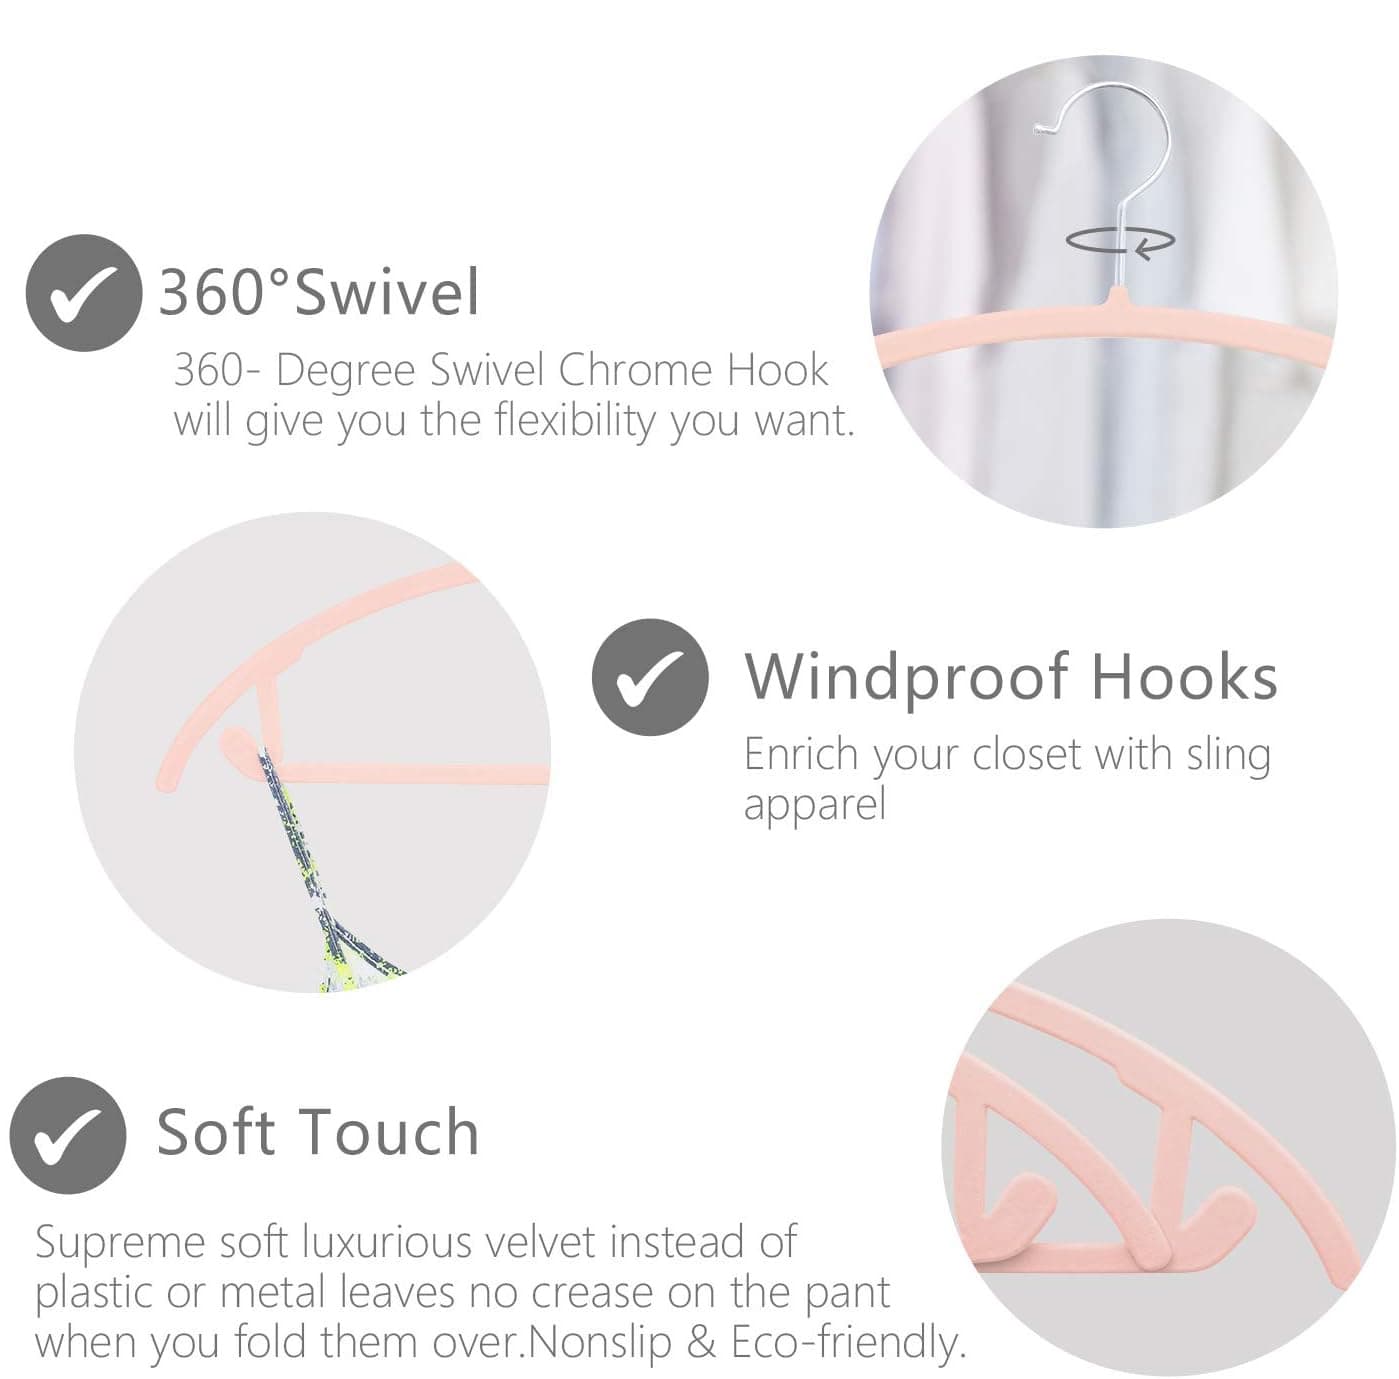 360°Swivel
360- Degree Swivel Chrome Hook
will give you the flexibility you want.
Windproof Hooks
Enrich your closet with sling
apparel
Soft Touch
Supreme soft luxurious velvet instead of
plastic or metal leaves no crease on the pant
when you fold them over.Nonslip & Eco-friendly.